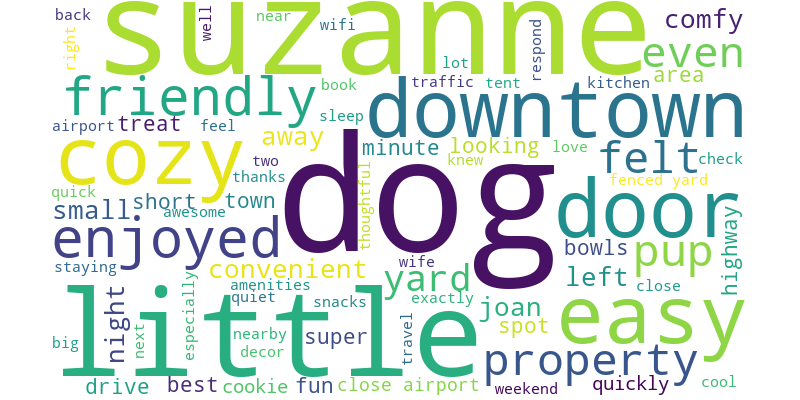 suzanne
back
near
well
wifi
comfy
right
even
lot
respond
area
friendly
traffic
tent
kitchen
book
downtown
airport
treat
feel
sleep
away
minute
looking
love
felt
check
cozy
two
knew
thanks
dog
thoughtful
fenced yard
quick
short
town
door
small
awesome
enjoyed
bowls
pup
highway
staying
convenient
wife
yard
left
close
especially
amenities
quiet
snacks
exactly
joan
little
easy
night
next
big
nearby
super
spot
travel
decor
property
drive
best
cookie
fun
close airport
weekend
quickly
cool